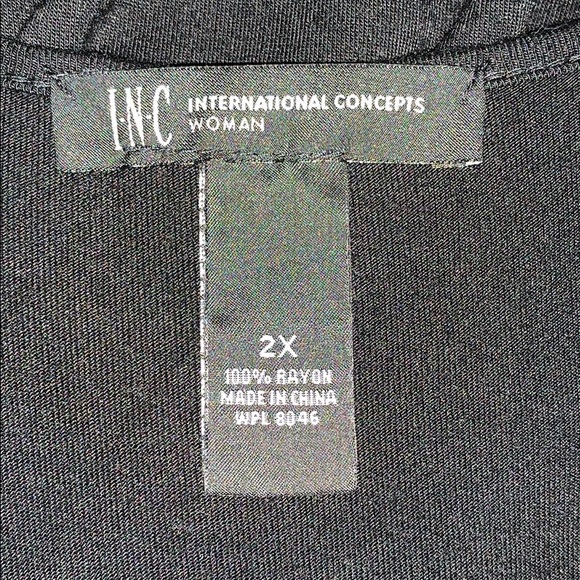 I·N·C INTERNATIONAL CONCEPTS
WOMAN
2X
100% RAYON
MADE IN CHINA
WPL 8046